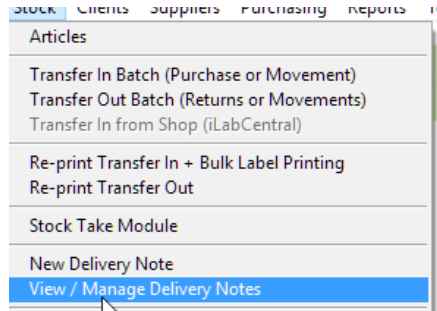 Stock Clients Suppliers Purchasing Reports
Articles
Transfer In Batch (Purchase or Movement)
Transfer Out Batch (Returns or Movements)
Transfer In from Shop (iLabCentral)
Re-print Transfer In + Bulk Label Printing
Re-print Transfer Out
Stock Take Module
New Delivery Note
View / Manage Delivery Notes